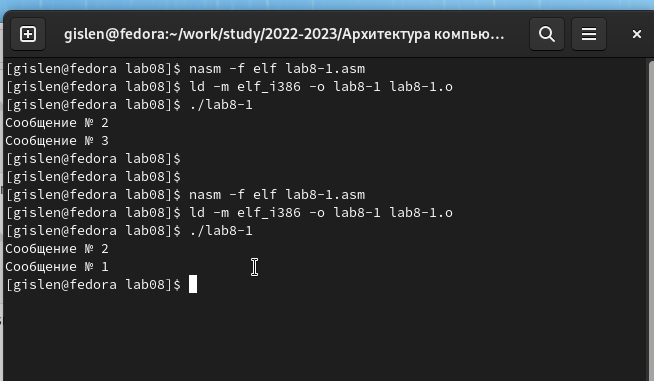 gislen@fedora:~/work/study/2022-2023/Архитектура компью...
[gislen@fedora lab08]$ nasm -f elf lab8-1.asm
[gislen@fedora lab08]$ ld -m elf_i386 -o lab8-1 lab8-1.o
[gislen@fedora lab08]$ ./lab8-1
Сообщение № 2
Сообщение № 3
[gislen@fedora lab08]$
[gislen@fedora lab08]$
[gislen@fedora lab08]$ nasm -f elf lab8-1.asm
[gislen@fedora lab08]$ ld -m elf_i386 -o lab8-1 lab8-1.o
[gislen@fedora lab08]$ ./lab8-1
Сообщение № 2
Сообщение № 1
[gislen@fedora lab08]$